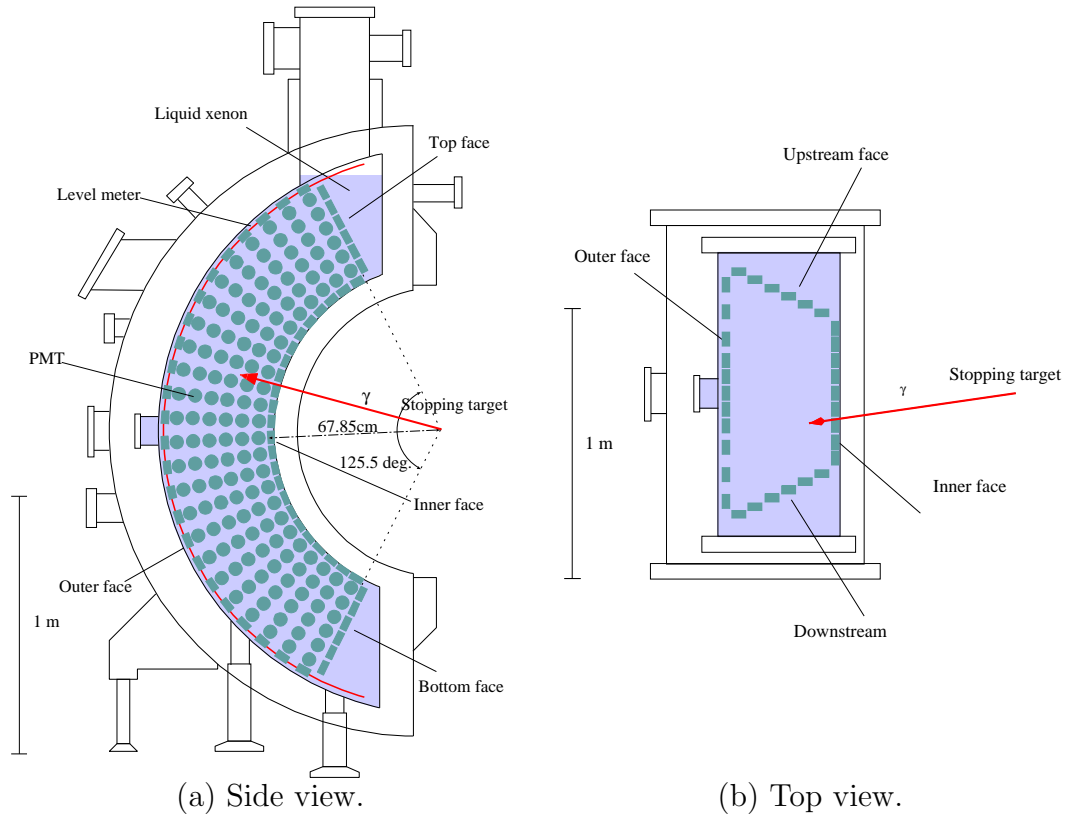 Liquid xenon
Top face
Level meter
PMT
γ
Stopping target
67.85cm
125.5 deg.
Inner face
Outer face
1 m
Bottom face
(a) Side view.
Upstream face
Outer face
γ
Stopping target
1 m
Inner face
Downstream
(b) Top view.